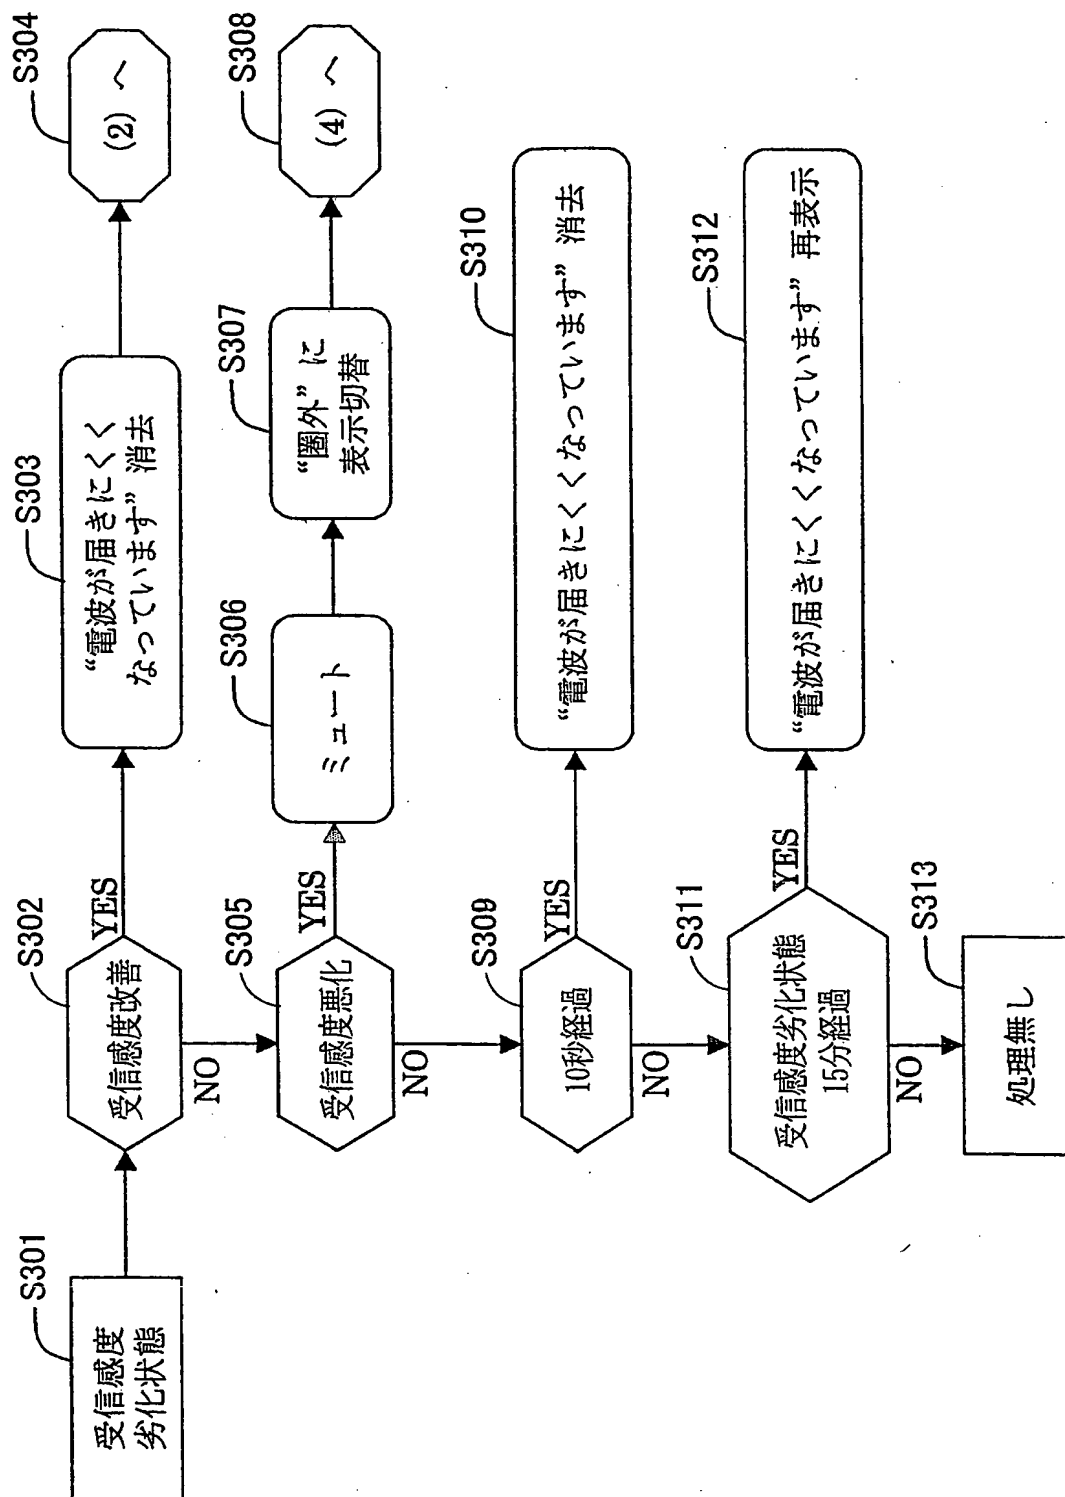 S301
受信感度
劣化状態
S302
受信感度改善
YES
NO
S303
“電波が届きにくく
なっています” 消去
S304
(2) へ
S305
受信感度悪化
YES
NO
S306
ミュート
S307
“圏外” に
表示切替
S308
(4) へ
S309
10秒経過
YES
NO
S310
“電波が届きにくくなっています” 消去
S311
受信感度劣化状態
15分経過
YES
NO
S312
“電波が届きにくくなっています” 再表示
S313
処理無し